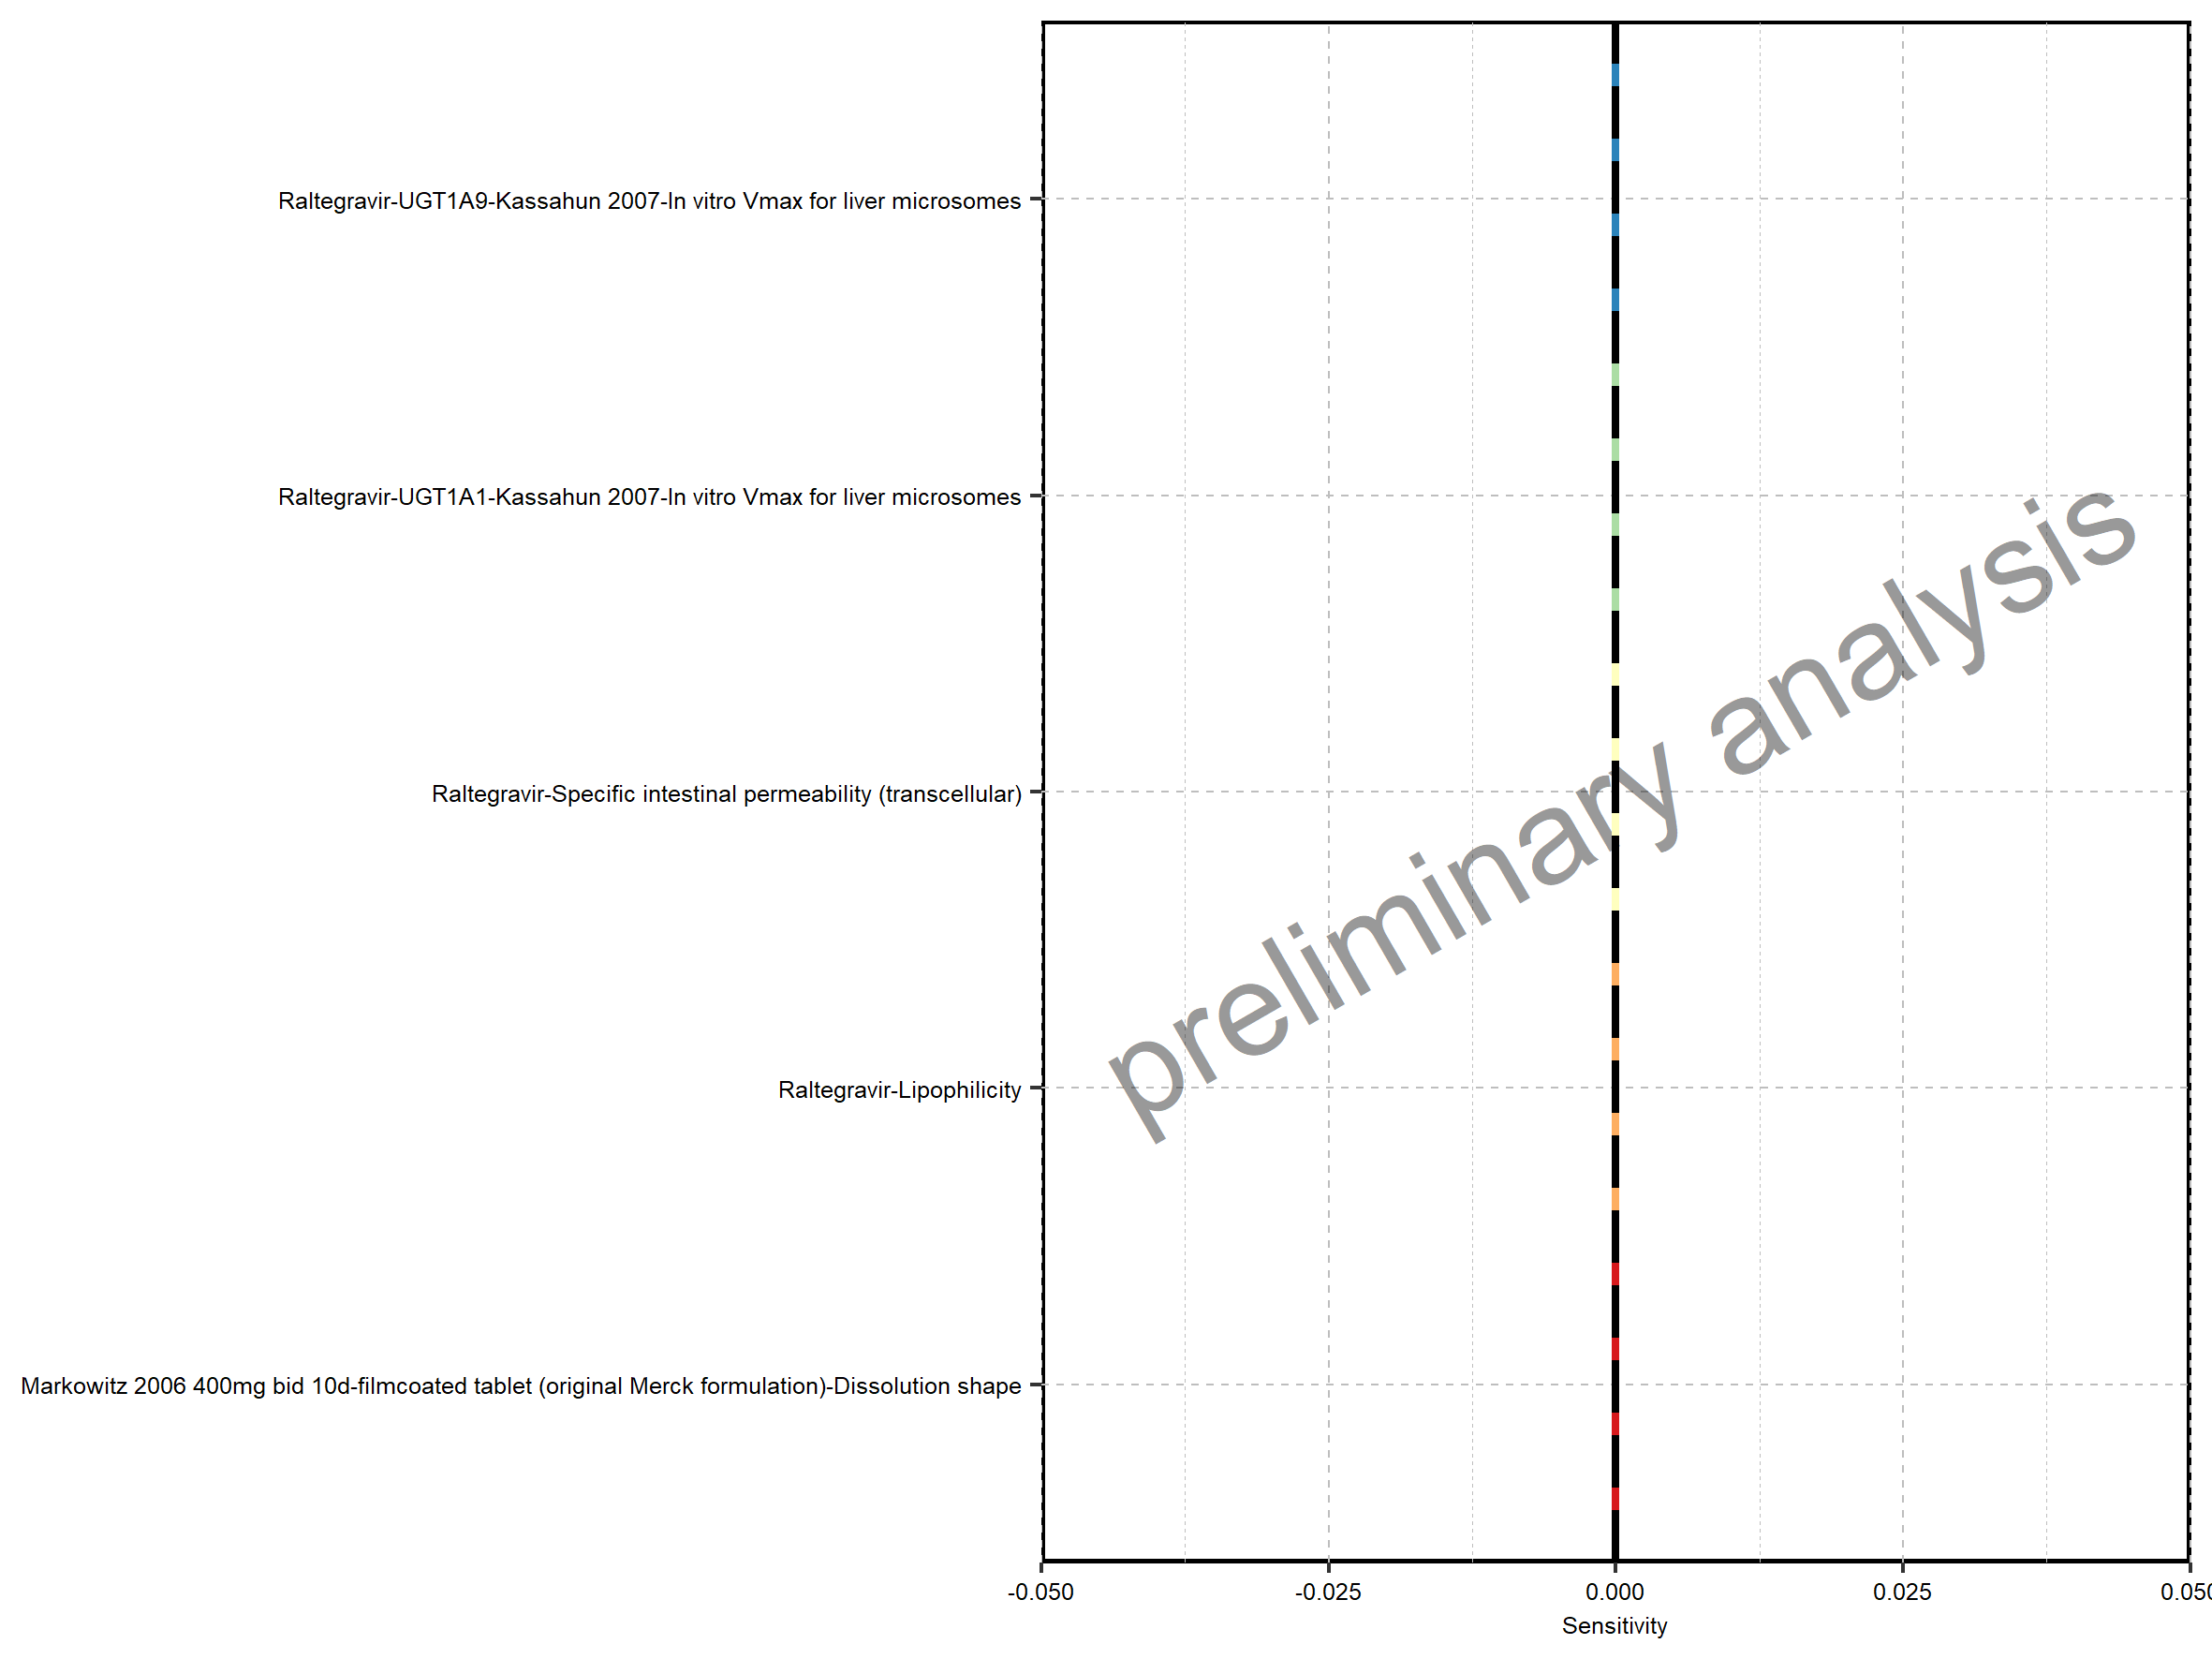 Raltegravir-UGT1A9-Kassahun 2007-In vitro Vmax for liver microsomes
Raltegravir-UGT1A1-Kassahun 2007-In vitro Vmax for liver microsomes
Raltegravir-Specific intestinal permeability (transcellular)
Raltegravir-Lipophilicity
Markowitz 2006 400mg bid 10d-filmcoated tablet (original Merck formulation)-Dissolution shape
preliminary analysis
-0.050 -0.025 0.000 0.025 0.050
Sensitivity